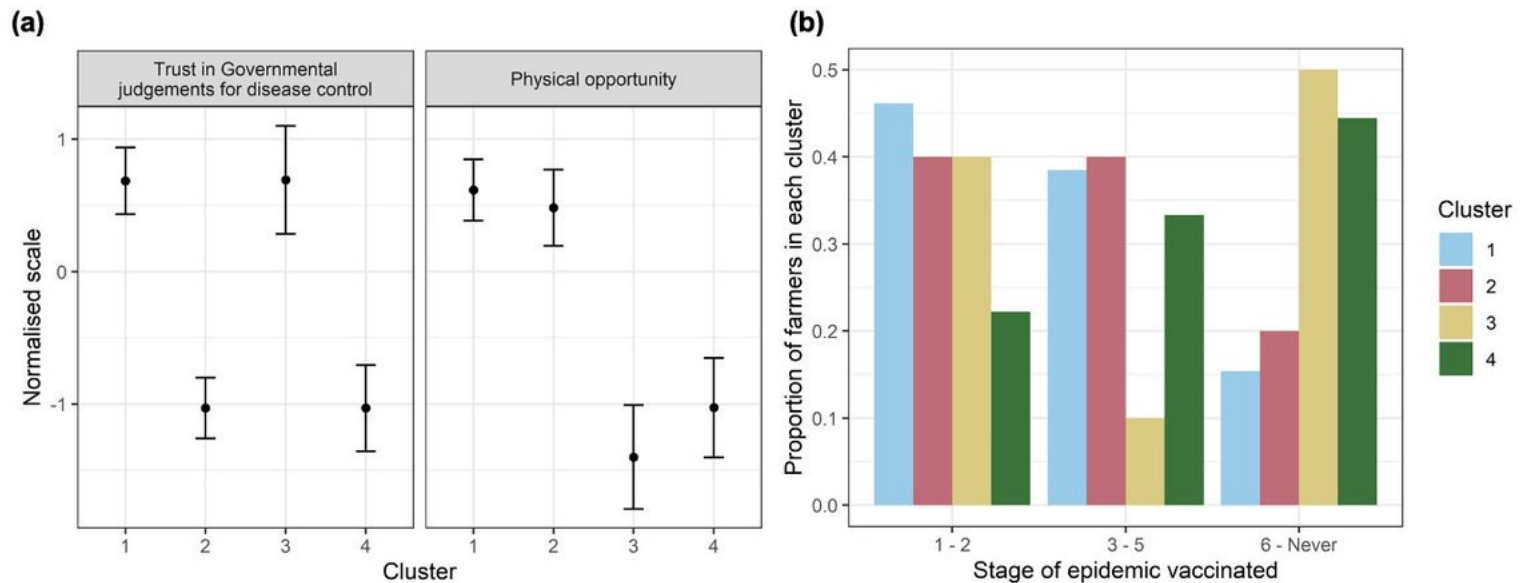 (a)
Trust in Governmental
judgements for disease control
Physical opportunity
Normalised scale
1
0
-1
1 2 3 4
1 2 3 4
Cluster
(b)
Proportion of farmers in each cluster
0.5
0.4
0.3
0.2
0.1
0.0
1 - 2 3 - 5 6 - Never
Stage of epidemic vaccinated
Cluster
1
2
3
4